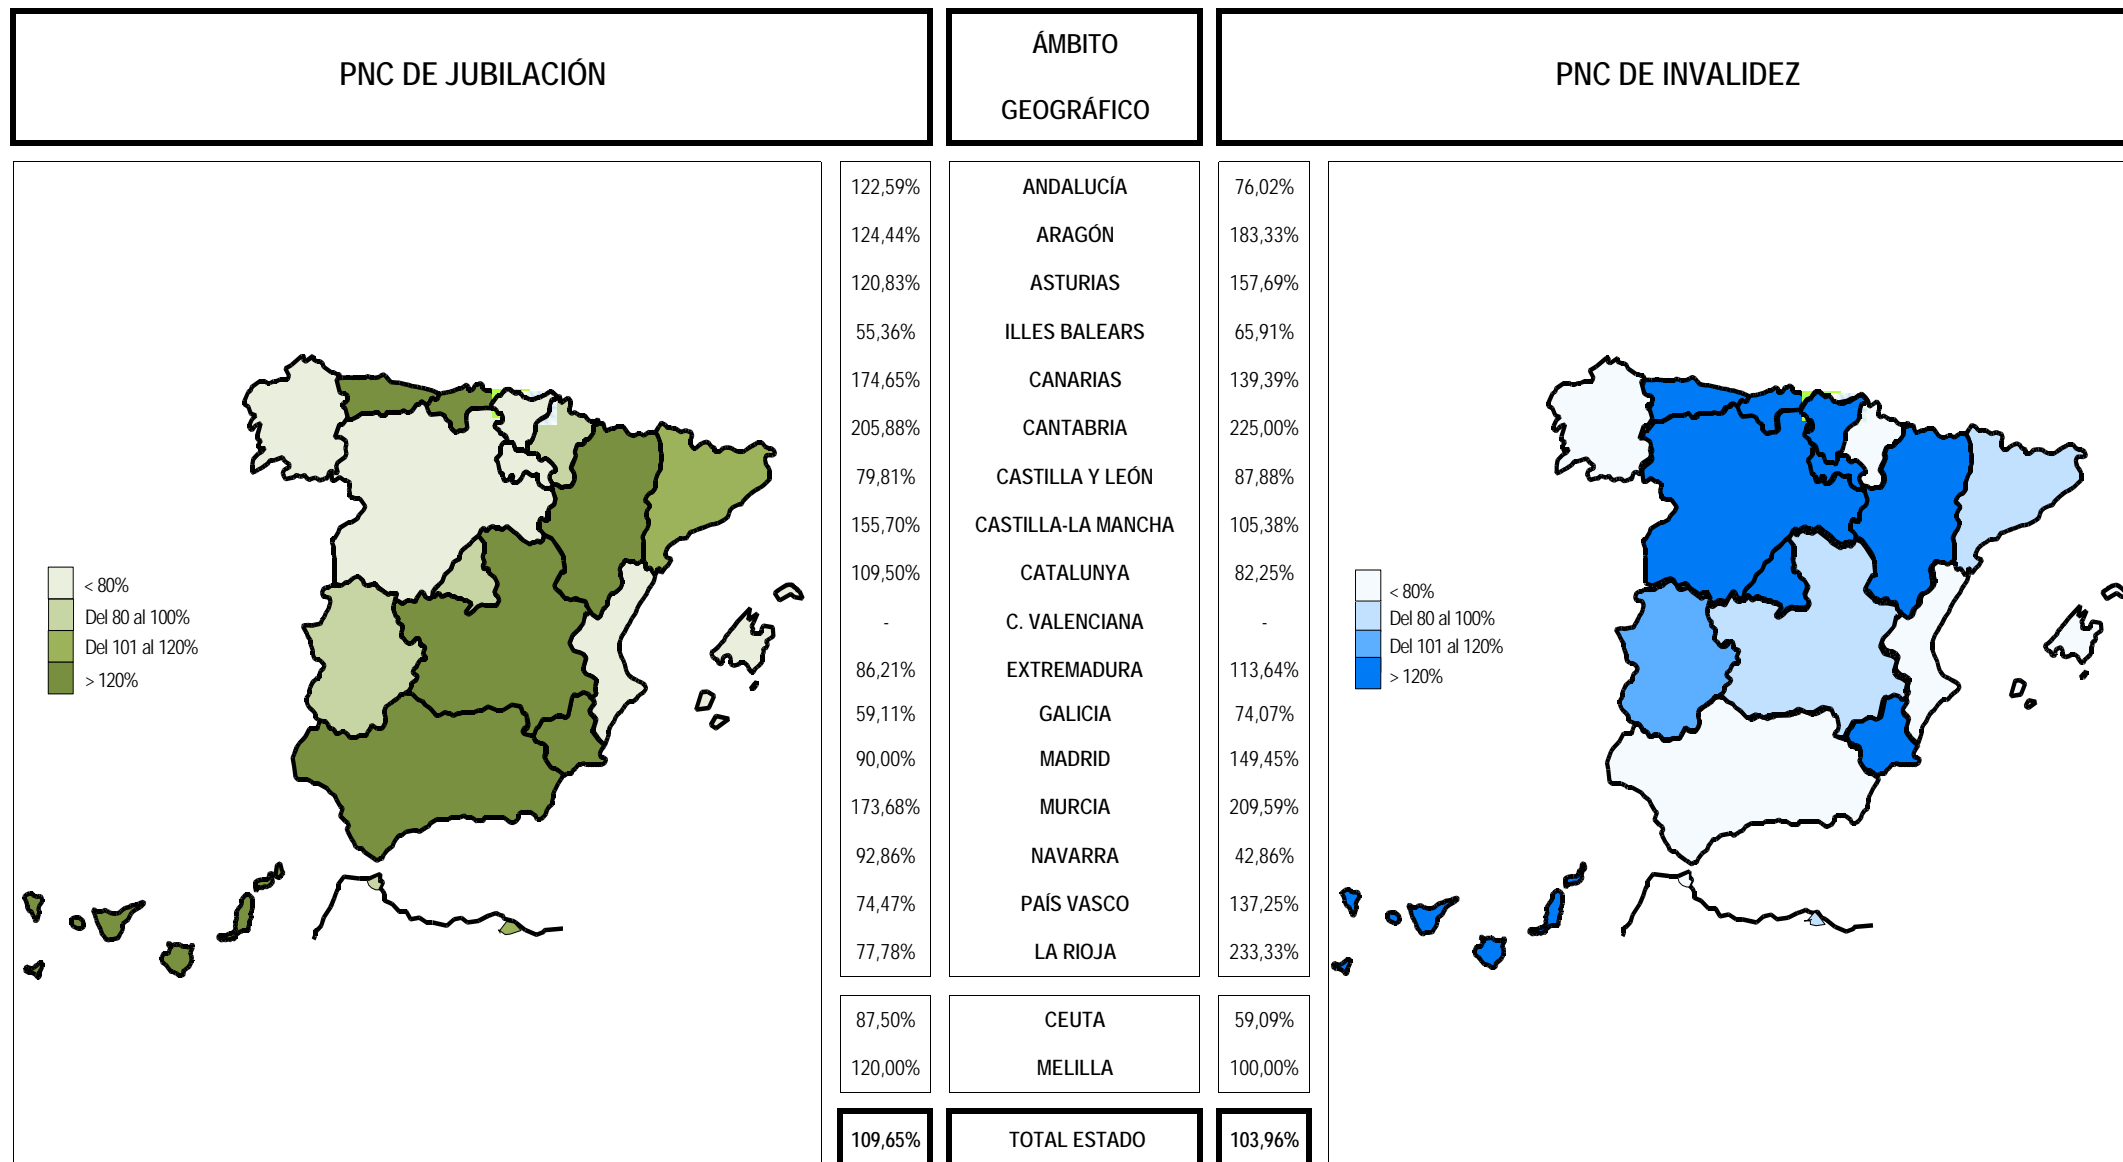 PNC DE JUBILACIÓN
ÁMBITO
GEOGRÁFICO
PNC DE INVALIDEZ
122,59% ANDALUCÍA 76,02%
124,44% ARAGÓN 183,33%
120,83% ASTURIAS 157,69%
55,36% ILLES BALEARS 65,91%
174,65% CANARIAS 139,39%
205,88% CANTABRIA 225,00%
79,81% CASTILLA Y LEÓN 87,88%
155,70% CASTILLA-LA MANCHA 105,38%
109,50% CATALUNYA 82,25%
- C. VALENCIANA -
86,21% EXTREMADURA 113,64%
59,11% GALICIA 74,07%
90,00% MADRID 149,45%
173,68% MURCIA 209,59%
92,86% NAVARRA 42,86%
74,47% PAÍS VASCO 137,25%
77,78% LA RIOJA 233,33%
87,50% CEUTA 59,09%
120,00% MELILLA 100,00%
109,65% TOTAL ESTADO 103,96%
< 80%
Del 80 al 100%
Del 101 al 120%
> 120%
< 80%
Del 80 al 100%
Del 101 al 120%
> 120%